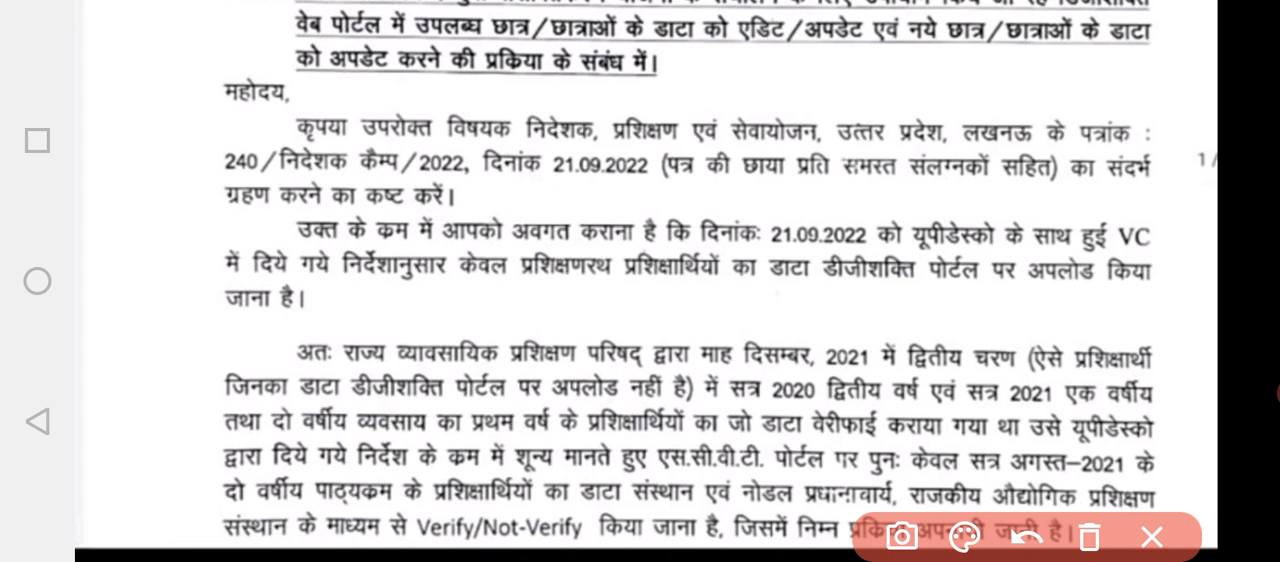 वेब पोर्टल में उपलब्ध छात्र/छात्राओं के डाटा को एडिट/अपडेट एवं नये छात्र/छात्राओं के डाटा
को अपडेट करने की प्रकिया के संबंध में।
महोदय,
कृपया उपरोक्त विषयक निदेशक, प्रशिक्षण एवं सेवायोजन, उत्तर प्रदेश, लखनऊ के पत्रांक :
240/निदेशक कैम्प/2022, दिनांक 21.09.2022 (पत्र की छाया प्रति समस्त संलग्नकों सहित) का संदर्भ
ग्रहण करने का कष्ट करें।
उक्त के कम में आपको अवगत कराना है कि दिनांकः 21.09.2022 को यूपीडेस्को के साथ हुई VC
में दिये गये निर्देशानुसार केवल प्रशिक्षणरथ प्रशिक्षार्थियों का डाटा डीजीशक्ति पोर्टल पर अपलोड किया
जाना है।
अतः राज्य व्यावसायिक प्रशिक्षण परिषद् द्वारा माह दिसम्बर, 2021 में द्वितीय चरण (ऐसे प्रशिक्षार्थी
जिनका डाटा डीजीशक्ति पोर्टल पर अपलोड नहीं है) में सत्र 2020 द्वितीय वर्ष एवं सत्र 2021 एक वर्षीय
तथा दो वर्षीय व्यवसाय का प्रथम वर्ष के प्रशिक्षार्थियों का जो डाटा वेरीफाई कराया गया था उसे यूपीडेस्को
द्वारा दिये गये निर्देश के कम में शून्य मानते हुए एस.सी.वी.टी. पोर्टल पर पुनः केवल सत्र अगस्त–2021 के
दो वर्षीय पाठ्यकम के प्रशिक्षार्थियों का डाटा संस्थान एवं नोडल प्रधानाचार्य, राजकीय औद्योगिक प्रशिक्षण
संस्थान के माध्यम से Verify/Not-Verify किया जाना है, जिसमें निम्न है।